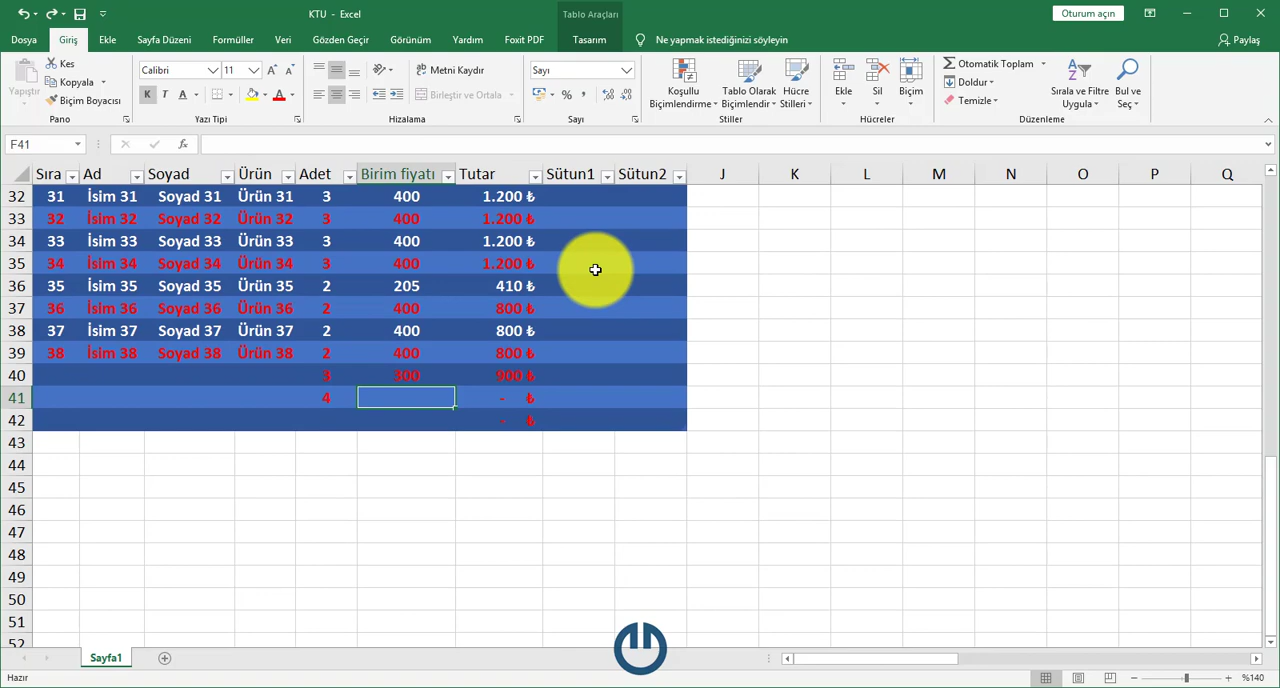 KTU - Excel
Tablo Araçları
Oturum açın
Dosya Giriş Ekle Sayfa Düzeni Formüller Veri Gözden Geçir Görünüm Yardım Foxit PDF Tasarım Ne yapmak istediğinizi söyleyin Paylaş
Yapıştır
Kes
Kopyala
Biçim Boyacısı
Pano
Calibri 11
K T A
Yazı Tipi
Metni Kaydır
Birleştir ve Ortala
Hizalama
Sayı
%
Sayı
Koşullu Biçimlendirme
Tablo Olarak Biçimlendir
Hücre Stilleri
Stiller
Ekle
Sil
Biçim
Hücreler
Otomatik Toplam
Doldur
Temizle
Sırala ve Filtre Uygula
Bul ve Seç
Düzenleme
F41
fx
Sıra Ad Soyad Ürün Adet Birim fiyatı Tutar Sütun1 Sütun2 J K L M N O P Q
32 31 İsim 31 Soyad 31 Ürün 31 3 400 1.200 ₺
33 32 İsim 32 Soyad 32 Ürün 32 3 400 1.200 ₺
34 33 İsim 33 Soyad 33 Ürün 33 3 400 1.200 ₺
35 34 İsim 34 Soyad 34 Ürün 34 3 400 1.200 ₺
36 35 İsim 35 Soyad 35 Ürün 35 2 205 410 ₺
37 36 İsim 36 Soyad 36 Ürün 36 2 400 800 ₺
38 37 İsim 37 Soyad 37 Ürün 37 2 400 800 ₺
39 38 İsim 38 Soyad 38 Ürün 38 2 400 800 ₺
40 3 300 900 ₺
41 4 - ₺
42 - ₺
43
44
45
46
47
48
49
50
51
52
Sayfa1
Hazır
%140